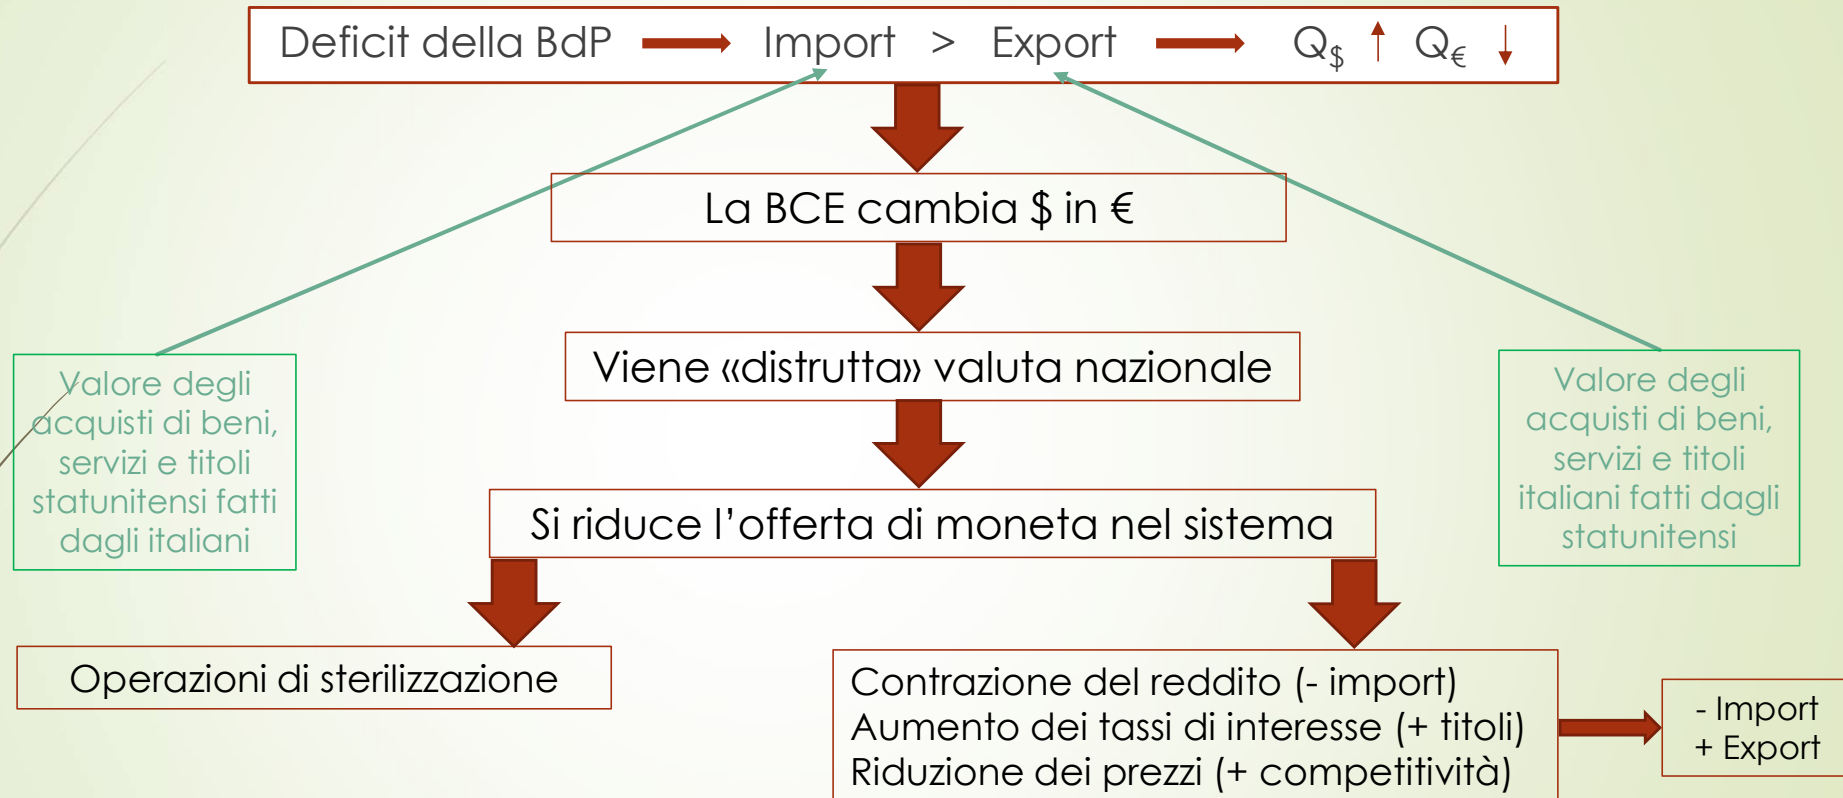 Deficit della BdP Import > Export Q$ Q€
La BCE cambia $ in €
Viene «distrutta» valuta nazionale
Valore degli
acquisti di beni,
servizi e titoli
statunitensi fatti
dagli italiani
Valore degli
acquisti di beni,
servizi e titoli
italiani fatti dagli
statunitensi
Si riduce l’offerta di moneta nel sistema
Operazioni di sterilizzazione
Contrazione del reddito (- import)
Aumento dei tassi di interesse (+ titoli)
Riduzione dei prezzi (+ competitività)
- Import
+ Export